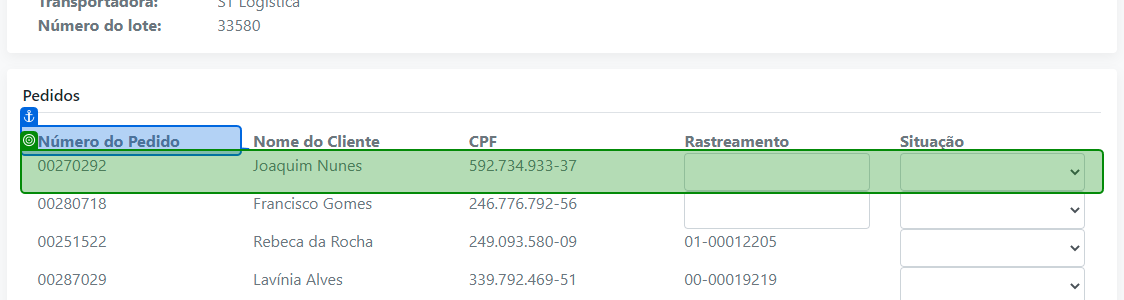 Transportadora: ST Logística
Número do lote: 33580
Pedidos
Número do Pedido Nome do Cliente CPF Rastreamento Situação
00270292 Joaquim Nunes 592.734.933-37
00280718 Francisco Gomes 246.776.792-56
00251522 Rebeca da Rocha 249.093.580-09 01-00012205
00287029 Lavínia Alves 339.792.469-51 00-00019219